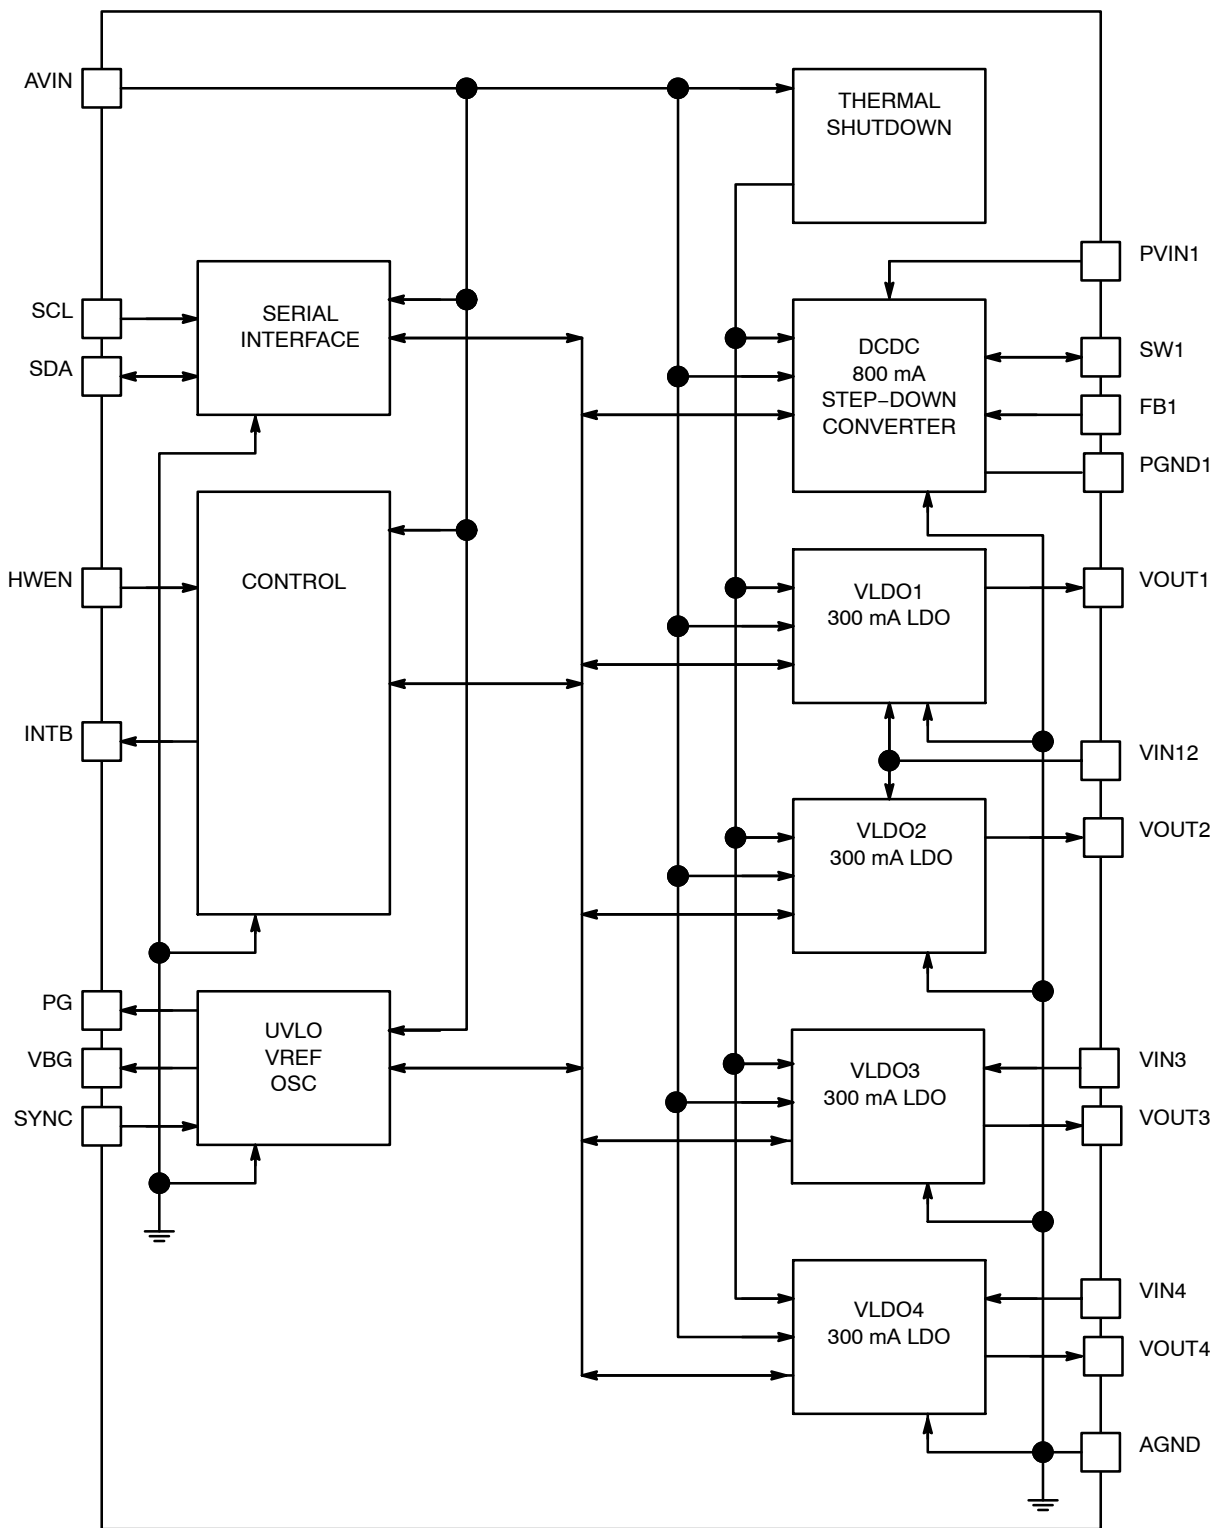 AVIN
THERMAL
SHUTDOWN
PVIN1
SCL
SERIAL
INTERFACE
SDA
DCDC
800 mA
STEP–DOWN
CONVERTER
SW1
FB1
PGND1
HWEN
CONTROL
VLDO1
300 mA LDO
VOUT1
INTB
VIN12
VLDO2
300 mA LDO
VOUT2
PG
VBG
SYNC
UVLO
VREF
OSC
VLDO3
300 mA LDO
VIN3
VOUT3
VLDO4
300 mA LDO
VIN4
VOUT4
AGND